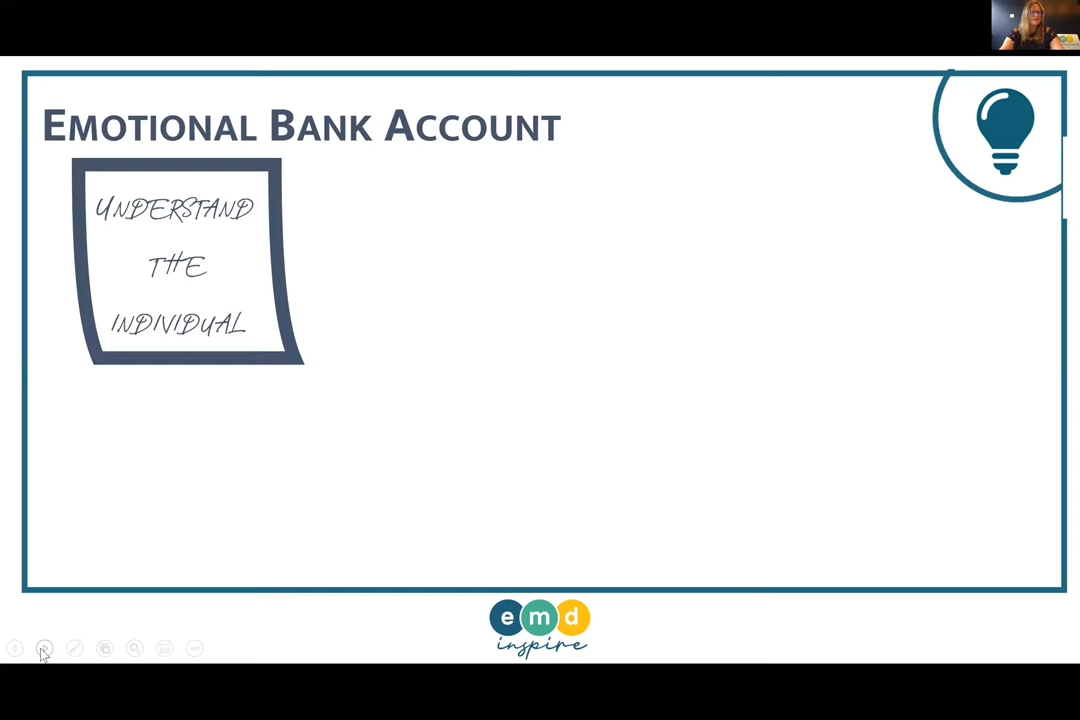 EMOTIONAL BANK ACCOUNT
UNDERSTAND
THE
INDIVIDUAL
emd
inspire